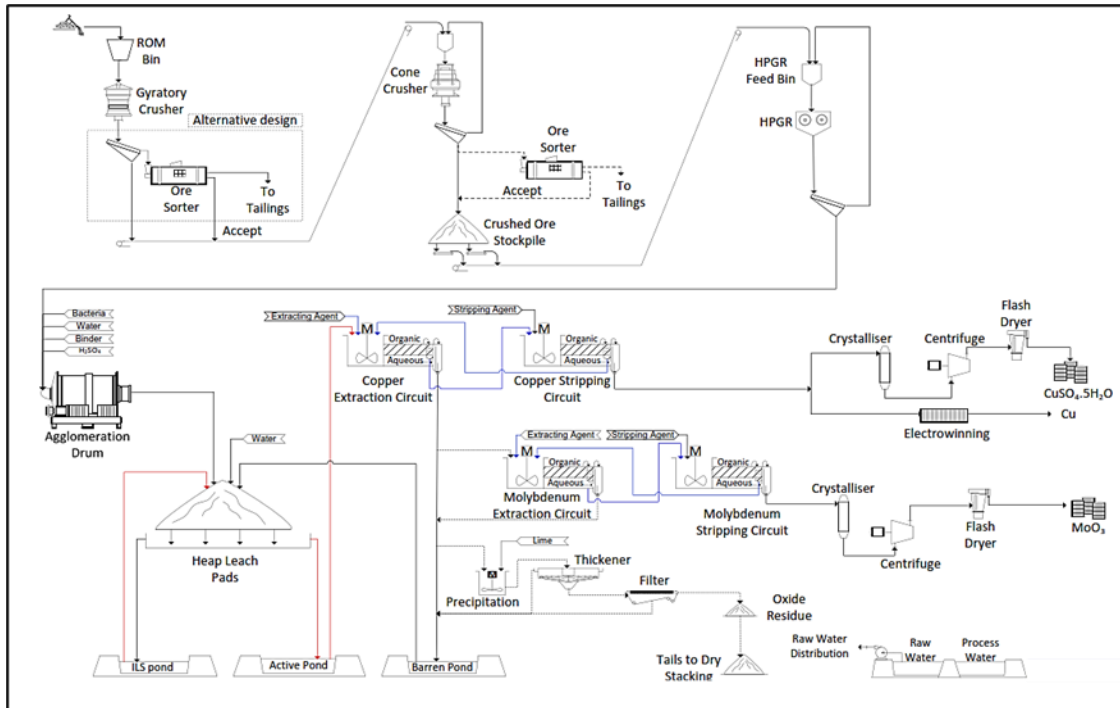 ROM
Bin
Gyratory
Crusher
Alternative design
Ore
Sorter
To
Tailings
Accept
Cone
Crusher
Ore
Sorter
Accept
To
Tailings
Crushed Ore
Stockpile
HPGR
Feed Bin
HPGR
Bacteria
Water
Binder
H₂SO₄
Agglomeration
Drum
Extracting Agent
M
Organic
Aqueous
Copper
Extraction Circuit
Stripping Agent
M
Organic
Aqueous
Copper Stripping
Circuit
Crystalliser
Centrifuge
Flash
Dryer
CuSO₄.5H₂O
Electrowinning
Cu
Water
Heap Leach
Pads
Extracting Agent
M
Organic
Aqueous
Molybdenum
Extraction Circuit
Stripping Agent
M
Organic
Aqueous
Molybdenum
Stripping Circuit
Crystalliser
Centrifuge
Flash
Dryer
MoO₃
Lime
Precipitation
Thickener
Filter
Oxide
Residue
Tails to Dry
Stacking
ILS pond
Active Pond
Barren Pond
Raw Water
Distribution
Raw
Water
Process
Water